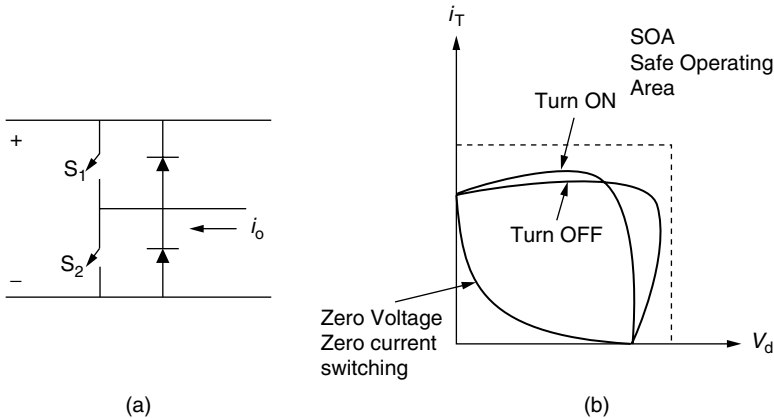 +
S1
S2
−
io
(a)
iT
SOA
Safe Operating
Area
Turn ON
Turn OFF
Zero Voltage
Zero current
switching
Vd
(b)